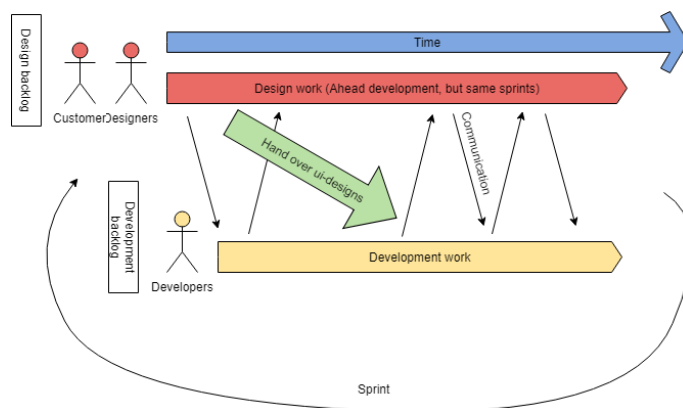 Design backlog
Time
Design work (Ahead development, but same sprints)
Customer
Designers
Communication
Hand over ui-designs
Development
backlog
Development work
Developers
Sprint